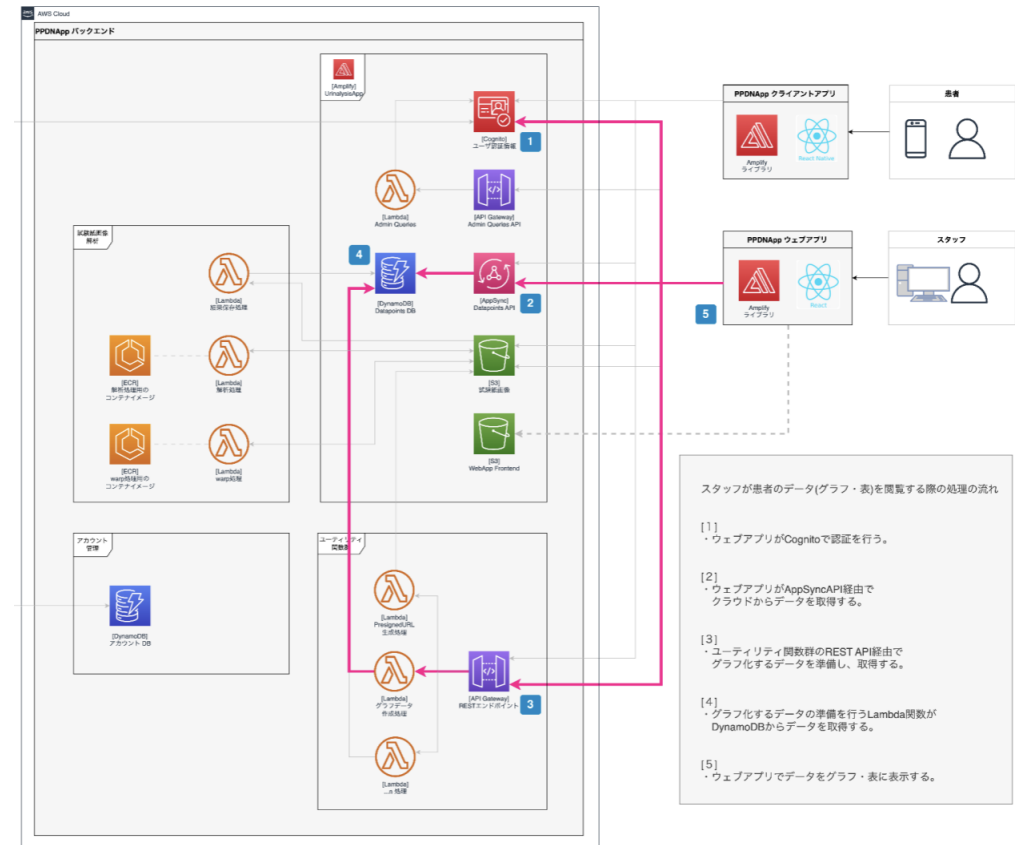 AWS Cloud
PPDNApp バックエンド
[Amplify]
UrinalysisApp
[Cognito]
ユーザ認証情報
1
[Lambda]
Admin Queries
[API Gateway]
Admin Queries API
4
[DynamoDB]
Datapoints DB
[AppSync]
Datapoints API
2
[S3]
試験紙画像
[S3]
WebApp Frontend
試験紙画像
解析
[Lambda]
[ECR]
解析処理用の
コンテナイメージ
[Lambda]
解析処理
[ECR]
warp処理用の
コンテナイメージ
[Lambda]
warp処理
アカウント
管理
[DynamoDB]
アカウント DB
ユーティリティ
関数群
[Lambda]
PresignedURL
生成処理
[Lambda]
グラフデータ
作成処理
[API Gateway]
RESTエンドポイント
3
[Lambda]
...s 処理
PPDNApp クライアントアプリ
Amplify
ライブラリ
React Native
患者
PPDNApp ウェブアプリ
Amplify
ライブラリ
React
5
スタッフ
スタッフが患者のデータ(グラフ・表)を閲覧する際の処理の流れ
[1]
・ウェブアプリがCognitoで認証を行う。
[2]
・ウェブアプリがAppSyncAPI経由で
クラウドからデータを取得する。
[3]
・ユーティリティ関数群のREST API経由で
グラフ化するデータを準備し、取得する。
[4]
・グラフ化するデータの準備を行うLambda関数が
DynamoDBからデータを取得する。
[5]
・ウェブアプリでデータをグラフ・表に表示する。